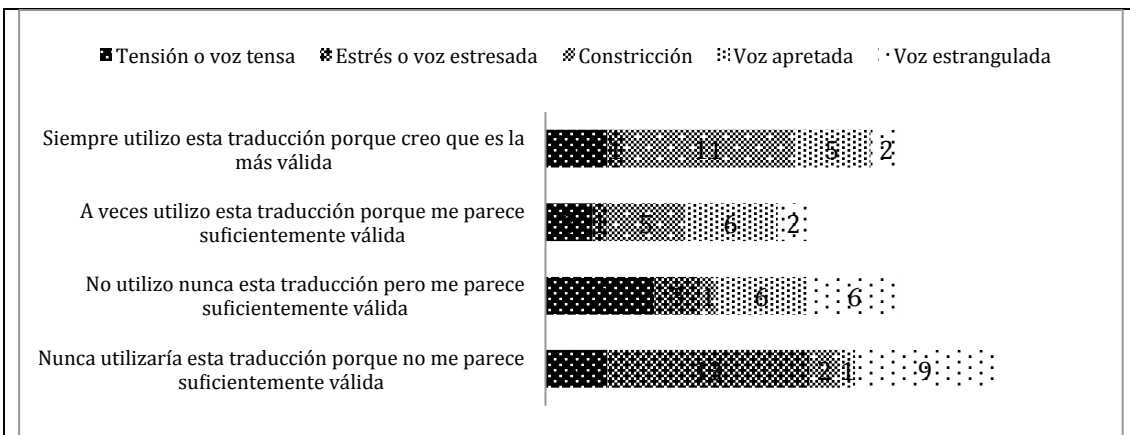 Tensión o voz tensa Estrés o voz estresada Constricción Voz apretada Voz estrangulada
Siempre utilizo esta traducción porque creo que es la
más válida
1 11 5 2
A veces utilizo esta traducción porque me parece
suficientemente válida
1 5 6 2
No utilizo nunca esta traducción pero me parece
suficientemente válida
3 1 6 6
Nunca utilizaría esta traducción porque no me parece
suficientemente válida
2 1 9